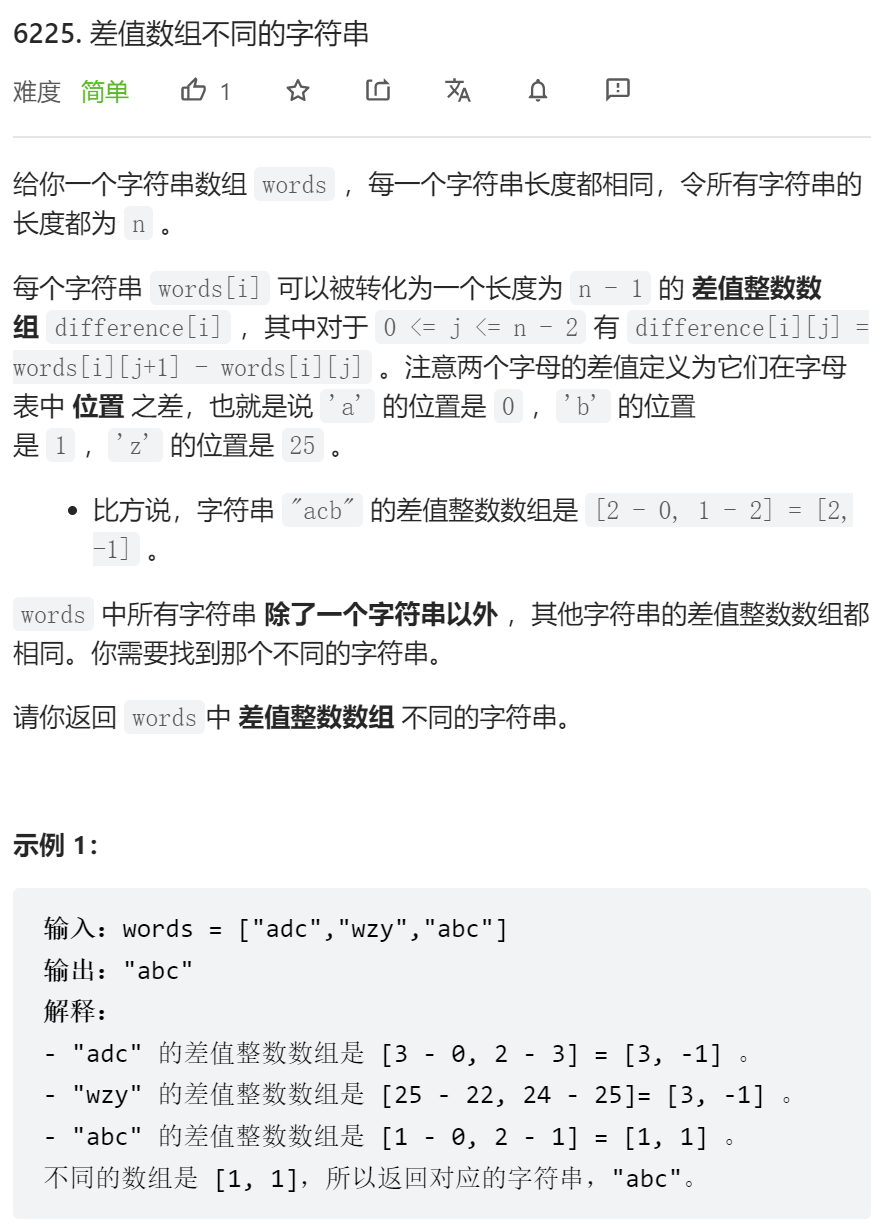 6225. 差值数组不同的字符串
难度 简单 1
给你一个字符串数组 words ，每一个字符串长度都相同，令所有字符串的
长度都为 n 。
每个字符串 words[i] 可以被转化为一个长度为 n - 1 的 差值整数数
组 difference[i] ，其中对于 0 <= j <= n - 2 有 difference[i][j] =
words[i][j+1] - words[i][j] 。注意两个字母的差值定义为它们在字母
表中 位置 之差，也就是说 'a' 的位置是 0 ，'b' 的位置
是 1 ，'z' 的位置是 25 。
• 比方说，字符串 "acb" 的差值整数数组是 [2 - 0, 1 - 2] = [2,
-1] 。
words 中所有字符串 除了一个字符串以外 ，其他字符串的差值整数数组都
相同。你需要找到那个不同的字符串。
请你返回 words中 差值整数数组 不同的字符串。
示例 1：
输入：words = ["adc","wzy","abc"]
输出："abc"
解释：
- "adc" 的差值整数数组是 [3 - 0, 2 - 3] = [3, -1] 。
- "wzy" 的差值整数数组是 [25 - 22, 24 - 25]= [3, -1] 。
- "abc" 的差值整数数组是 [1 - 0, 2 - 1] = [1, 1] 。
不同的数组是 [1, 1]，所以返回对应的字符串，"abc"。